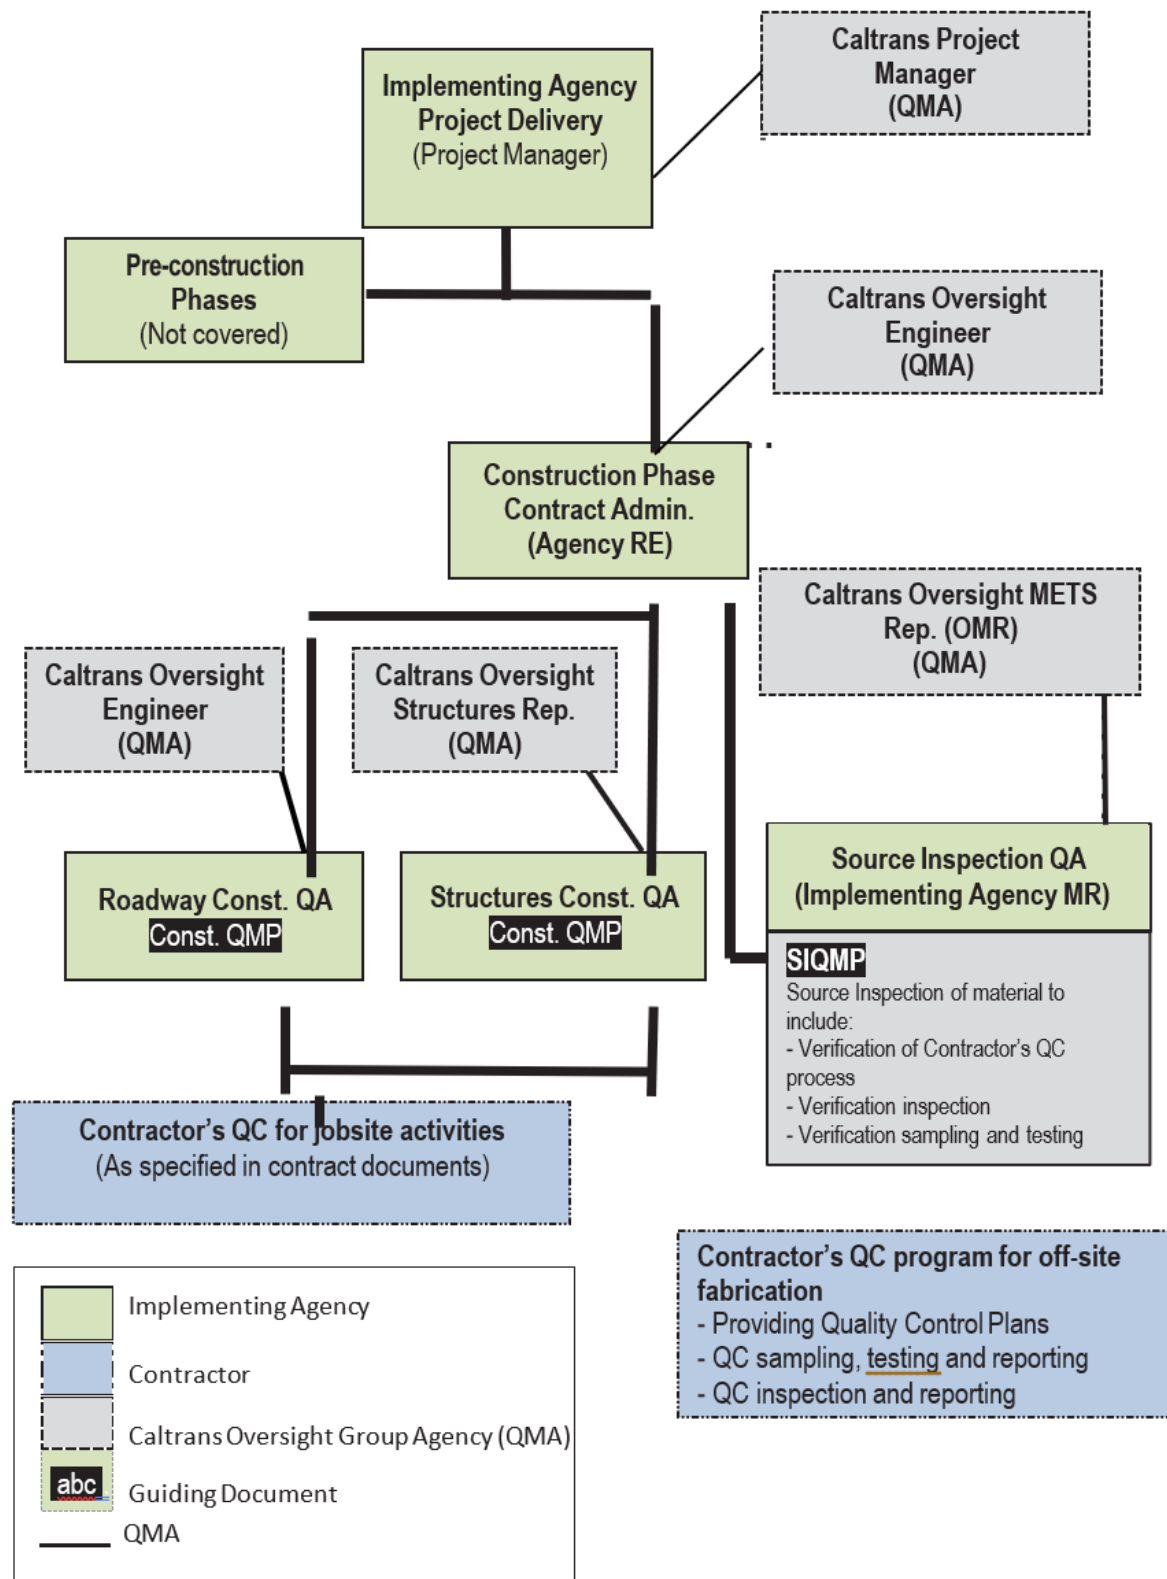 Caltrans Project
Manager
(QMA)
Implementing Agency
Project Delivery
(Project Manager)
Pre-construction
Phases
(Not covered)
Caltrans Oversight
Engineer
(QMA)
Construction Phase
Contract Admin.
(Agency RE)
Caltrans Oversight METS
Rep. (OMR)
(QMA)
Caltrans Oversight
Engineer
(QMA)
Caltrans Oversight
Structures Rep.
(QMA)
Roadway Const. QA
Const. QMP
Structures Const. QA
Const. QMP
Source Inspection QA
(Implementing Agency MR)
SIQMP
Source Inspection of material to
include:
- Verification of Contractor’s QC
process
- Verification inspection
- Verification sampling and testing
Contractor’s QC for jobsite activities
(As specified in contract documents)
Contractor’s QC program for off-site
fabrication
- Providing Quality Control Plans
- QC sampling, testing and reporting
- QC inspection and reporting
Implementing Agency
Contractor
Caltrans Oversight Group Agency (QMA)
abc
Guiding Document
QMA